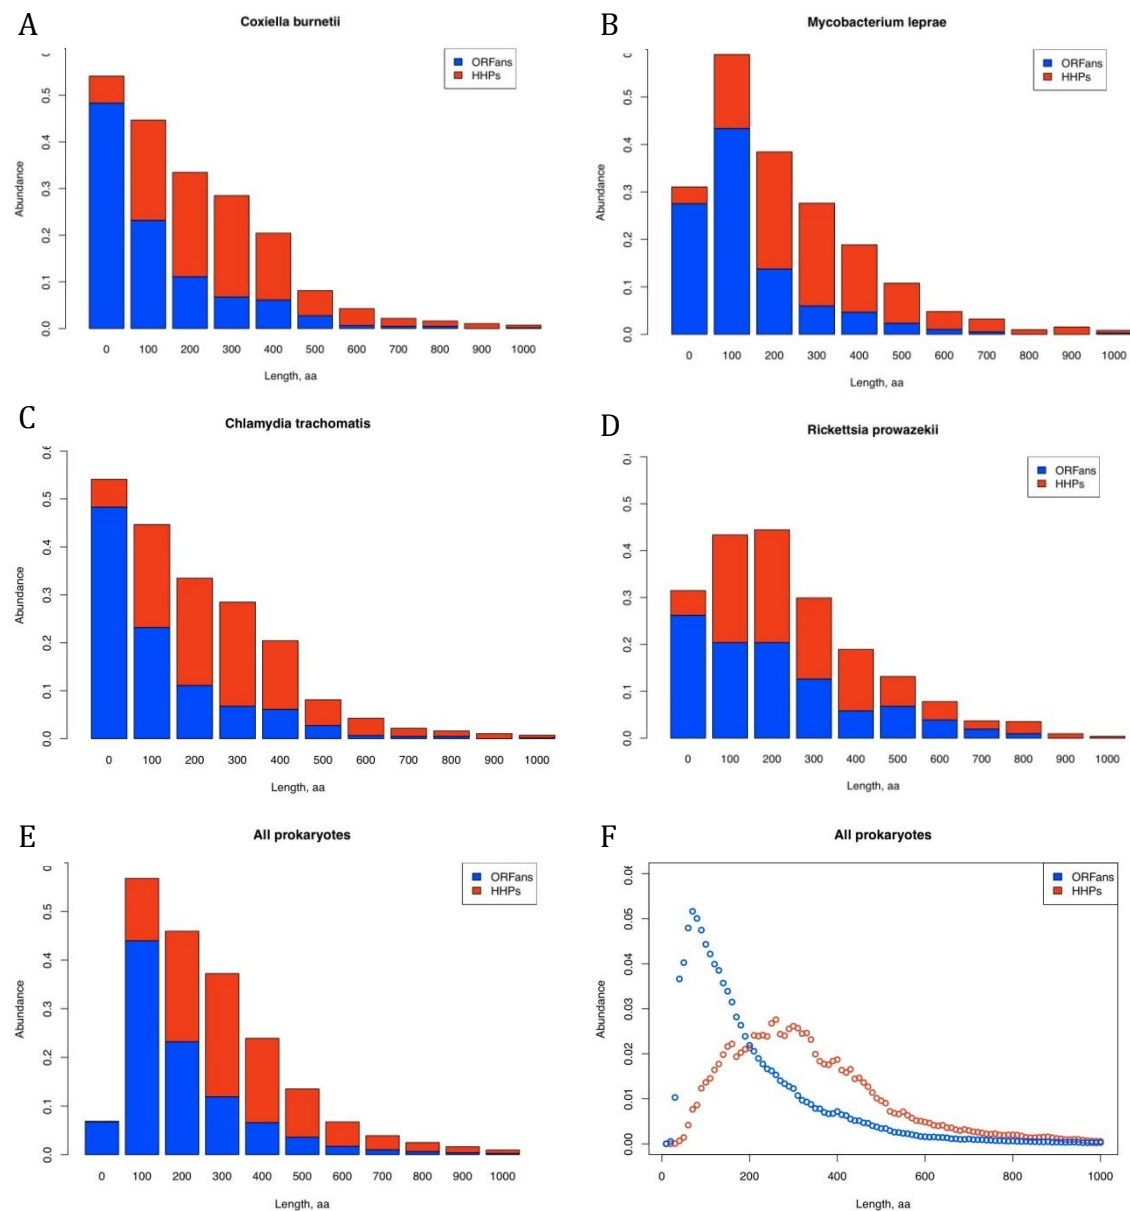 A
Coxiella burnetii
ORFans
HHPs
Abundance
0.0 0.1 0.2 0.3 0.4 0.5
0 100 200 300 400 500 600 700 800 900 1000
Length, aa
B
Mycobacterium leprae
ORFans
HHPs
Abundance
0.0 0.1 0.2 0.3 0.4 0.5
0 100 200 300 400 500 600 700 800 900 1000
Length, aa
C
Chlamydia trachomatis
Abundance
0.0 0.1 0.2 0.3 0.4 0.5 0.6
0 100 200 300 400 500 600 700 800 900 1000
Length, aa
D
Rickettsia prowazekii
ORFans
HHPs
Abundance
0.0 0.1 0.2 0.3 0.4 0.5
0 100 200 300 400 500 600 700 800 900 1000
Length, aa
E
All prokaryotes
ORFans
HHPs
Abundance
0.0 0.1 0.2 0.3 0.4 0.5
0 100 200 300 400 500 600 700 800 900 1000
Length, aa
F
All prokaryotes
ORFans
HHPs
Abundance
0.00 0.01 0.02 0.03 0.04 0.05 0.06
0 200 400 600 800 1000
Length, aa